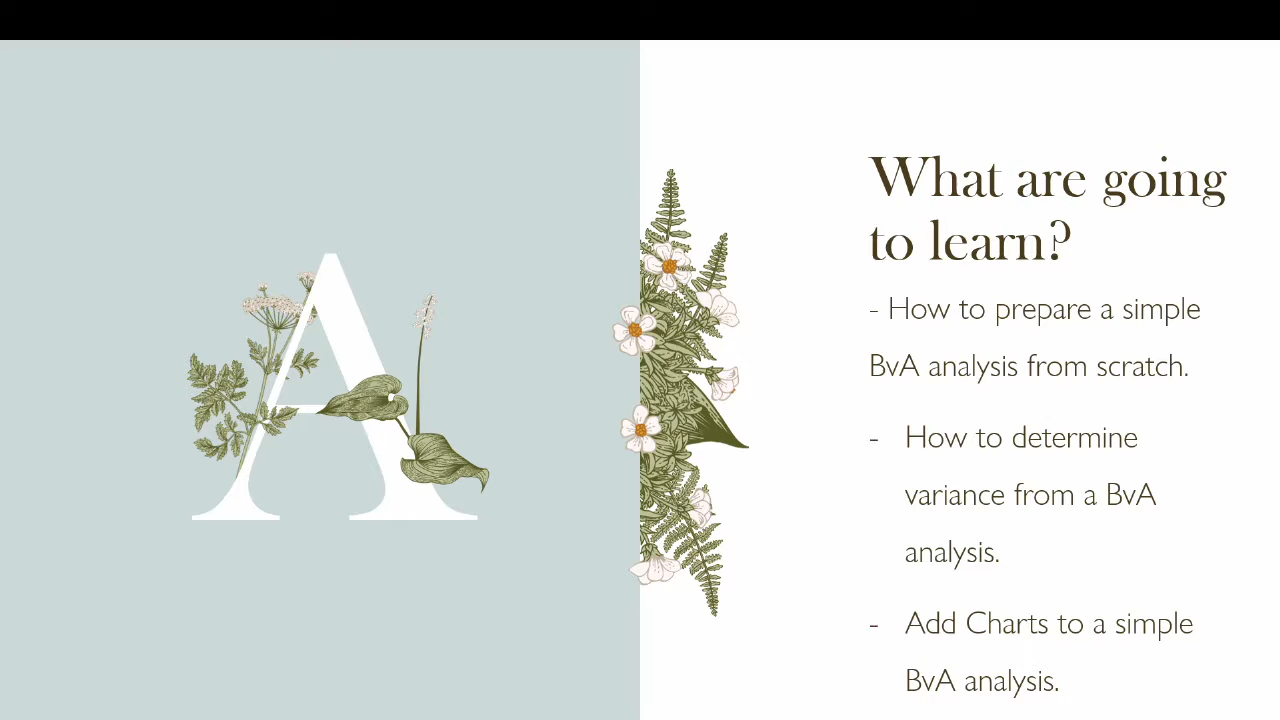 A
What are going
to learn?
- How to prepare a simple
BvA analysis from scratch.
- How to determine
variance from a BvA
analysis.
- Add Charts to a simple
BvA analysis.